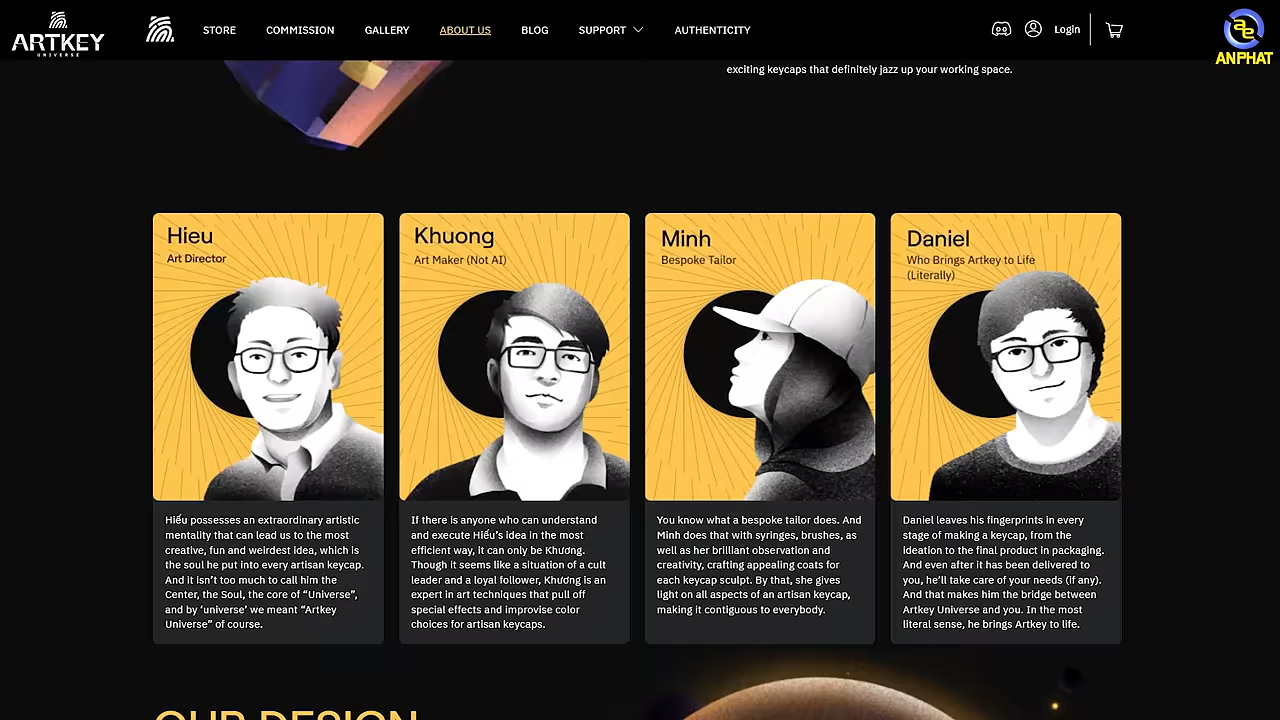 ARTKEY
UNIVERSE
STORE COMMISSION GALLERY ABOUT US BLOG SUPPORT AUTHENTICITY Login
ae
ANPHAT
exciting keycaps that definitely jazz up your working space.
Hieu
Art Director
Hiếu possesses an extraordinary artistic
mentality that can lead us to the most
creative, fun and weirdest idea, which is
the soul he put into every artisan keycap.
And it isn’t too much to call him the
Center, the Soul, the core of “Universe”,
and by ‘universe’ we meant “Artkey
Universe” of course.
Khuong
Art Maker (Not AI)
If there is anyone who can understand
and execute Hiếu’s idea in the most
efficient way, it can only be Khương.
Though it seems like a situation of a cult
leader and a loyal follower, Khương is an
expert in art techniques that pull off
special effects and improvise color
choices for artisan keycaps.
Minh
Bespoke Tailor
You know what a bespoke tailor does. And
Minh does that with syringes, brushes, as
well as her brilliant observation and
creativity, crafting appealing coats for
each keycap sculpt. By that, she gives
light on all aspects of an artisan keycap,
making it contiguous to everybody.
Daniel
Who Brings Artkey to Life
(Literally)
Daniel leaves his fingerprints in every
stage of making a keycap, from the
ideation to the final product in packaging.
And even after it has been delivered to
you, he’ll take care of your needs (if any).
And that makes him the bridge between
Artkey Universe and you. In the most
literal sense, he brings Artkey to life.
OUR DESIGN